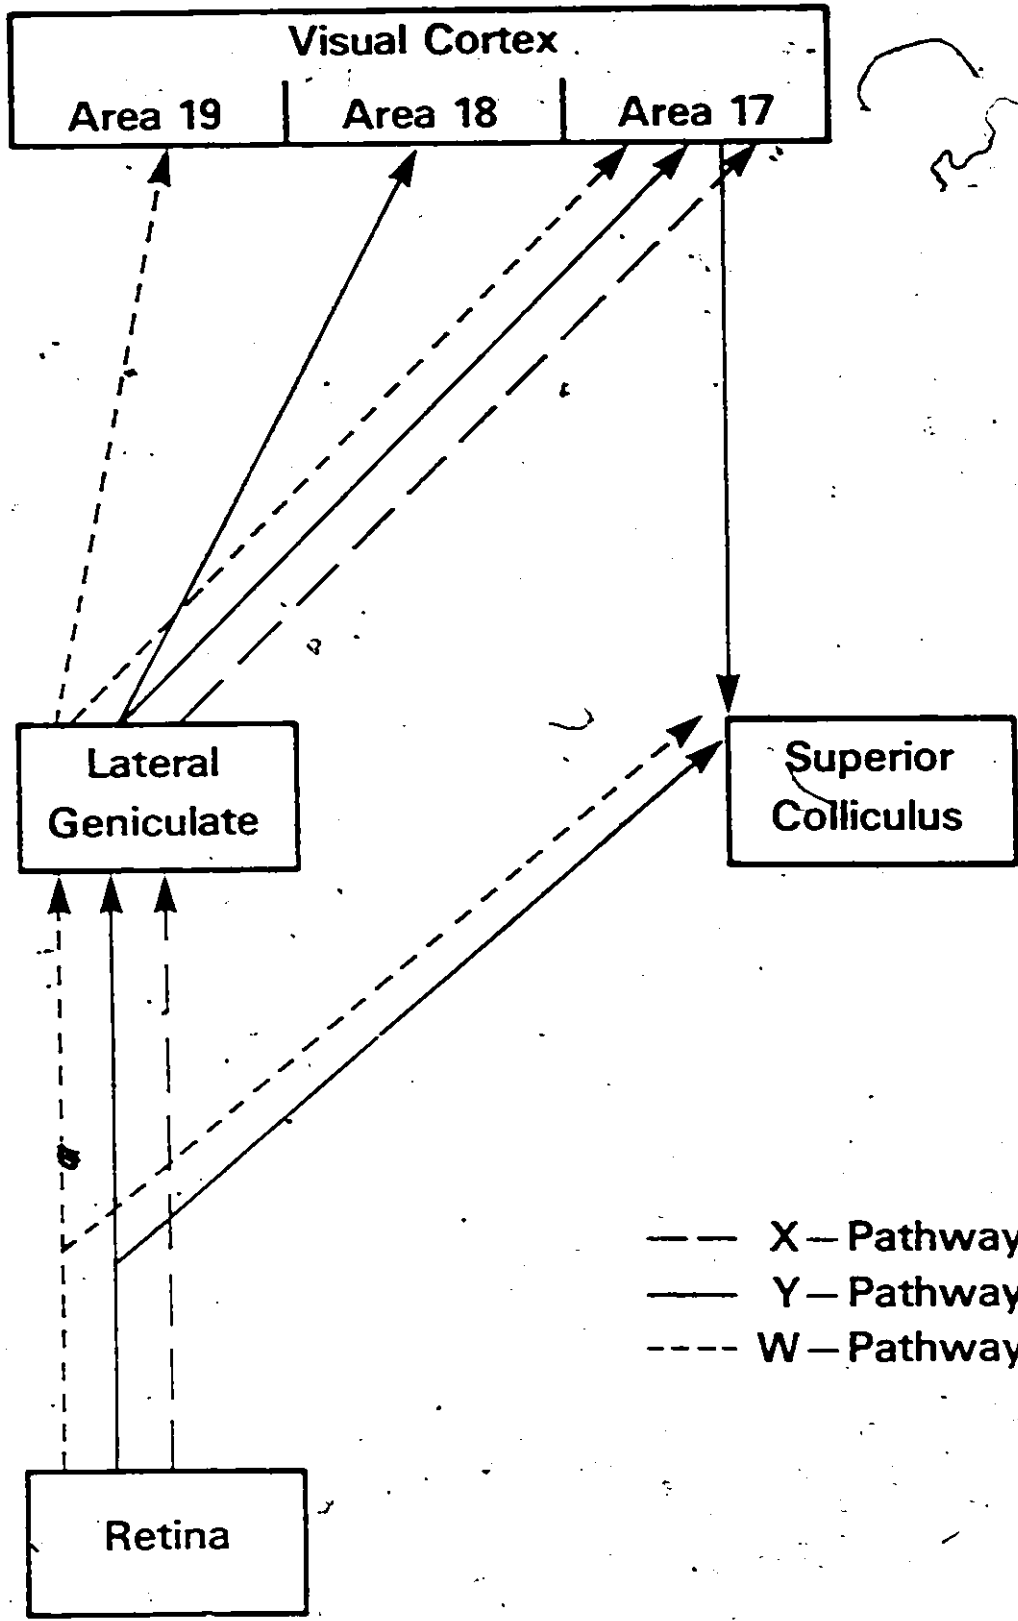 Visual Cortex
Area 19
Area 18
Area 17
Lateral
Geniculate
Superior
Colliculus
X – Pathway
Y – Pathway
W – Pathway
Retina